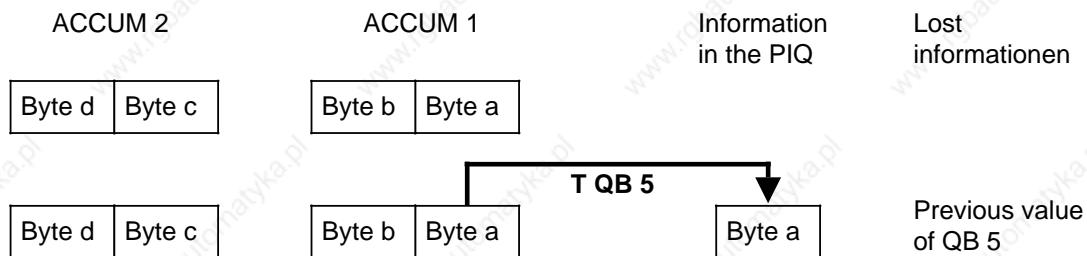 ACCUM 2 ACCUM 1 Information Lost
in the PIQ informationen
Byte d Byte c Byte b Byte a
T QB 5
Byte d Byte c Byte b Byte a Byte a Previous value
of QB 5